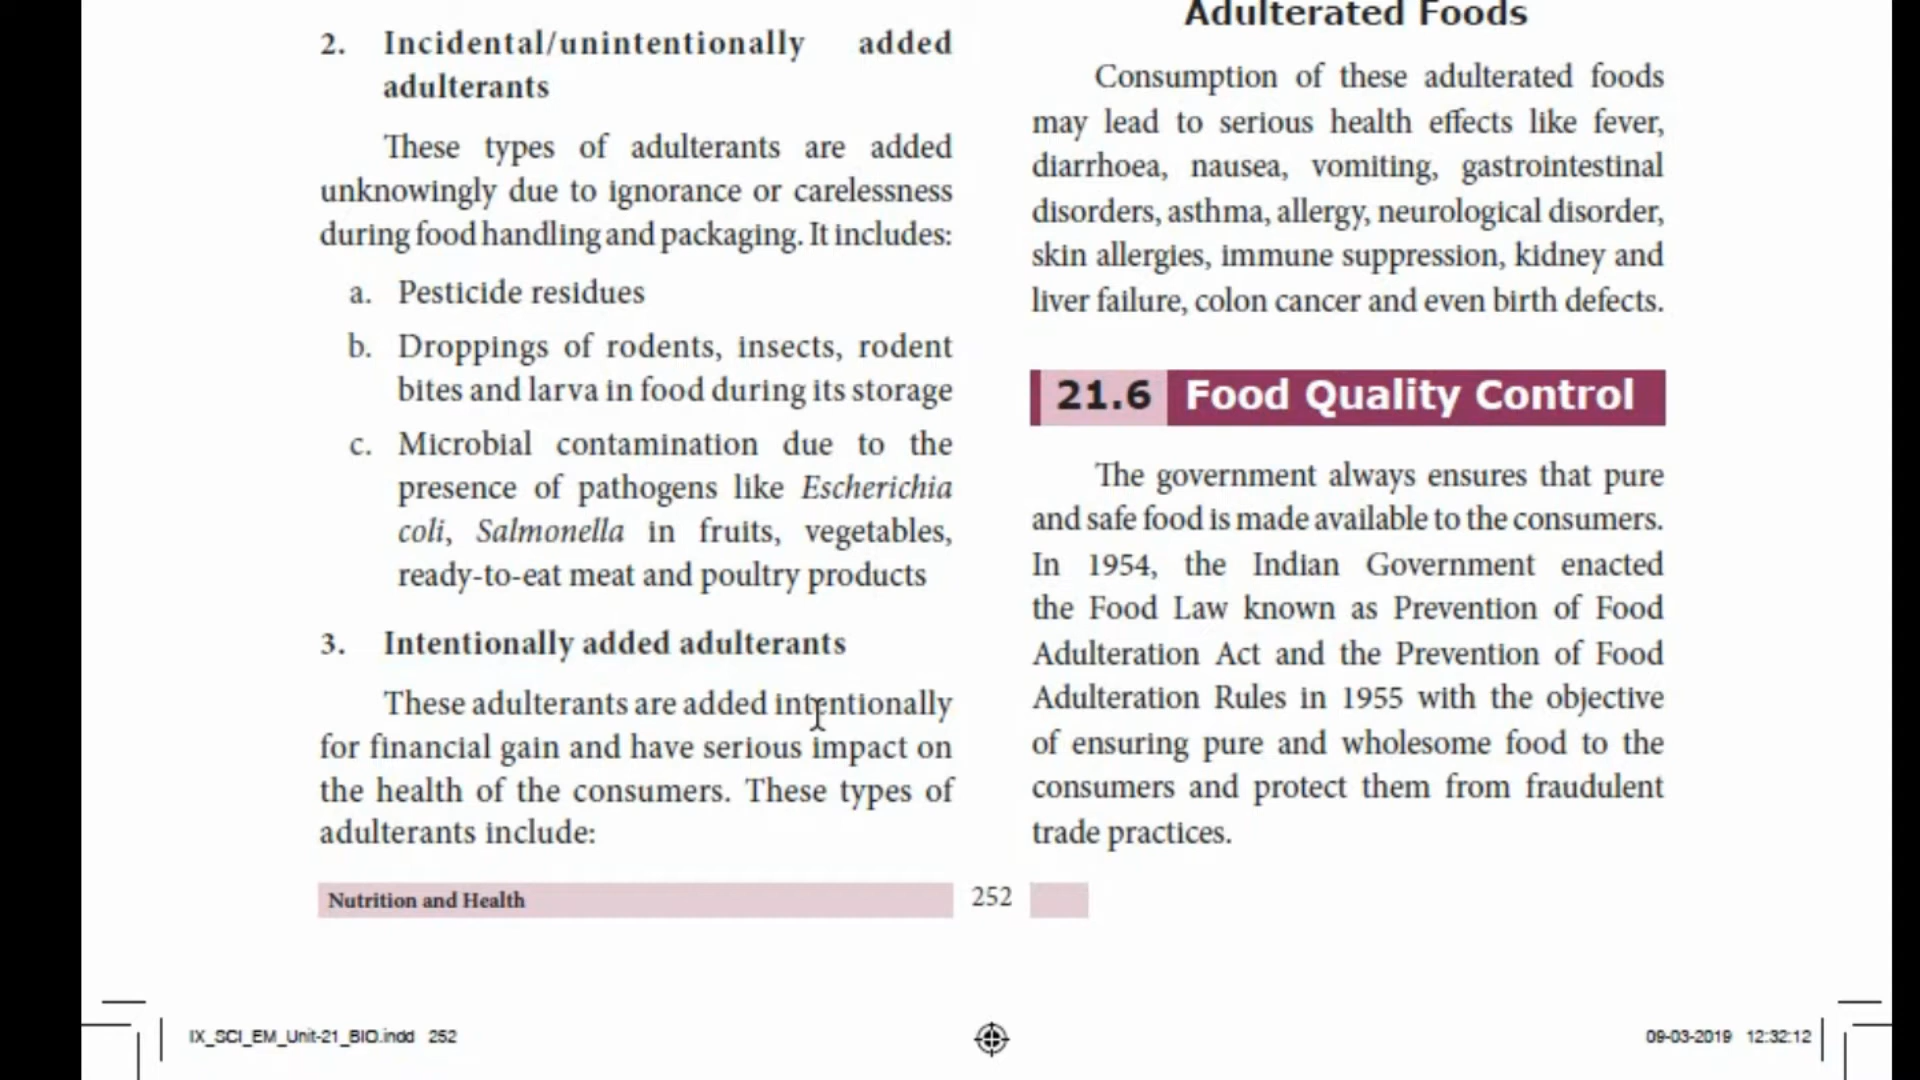 2. Incidental/unintentionally added
adulterants
These types of adulterants are added
unknowingly due to ignorance or carelessness
during food handling and packaging. It includes:
a. Pesticide residues
b. Droppings of rodents, insects, rodent
bites and larva in food during its storage
c. Microbial contamination due to the
presence of pathogens like Escherichia
coli, Salmonella in fruits, vegetables,
ready-to-eat meat and poultry products
3. Intentionally added adulterants
These adulterants are added intentionally
for financial gain and have serious impact on
the health of the consumers. These types of
adulterants include:
Adulterated Foods
Consumption of these adulterated foods
may lead to serious health effects like fever,
diarrhoea, nausea, vomiting, gastrointestinal
disorders, asthma, allergy, neurological disorder,
skin allergies, immune suppression, kidney and
liver failure, colon cancer and even birth defects.
21.6 Food Quality Control
The government always ensures that pure
and safe food is made available to the consumers.
In 1954, the Indian Government enacted
the Food Law known as Prevention of Food
Adulteration Act and the Prevention of Food
Adulteration Rules in 1955 with the objective
of ensuring pure and wholesome food to the
consumers and protect them from fraudulent
trade practices.
Nutrition and Health 252
IX_SCI_EM_Unit-21_BIO.indd 252 09-03-2019 12:32:12